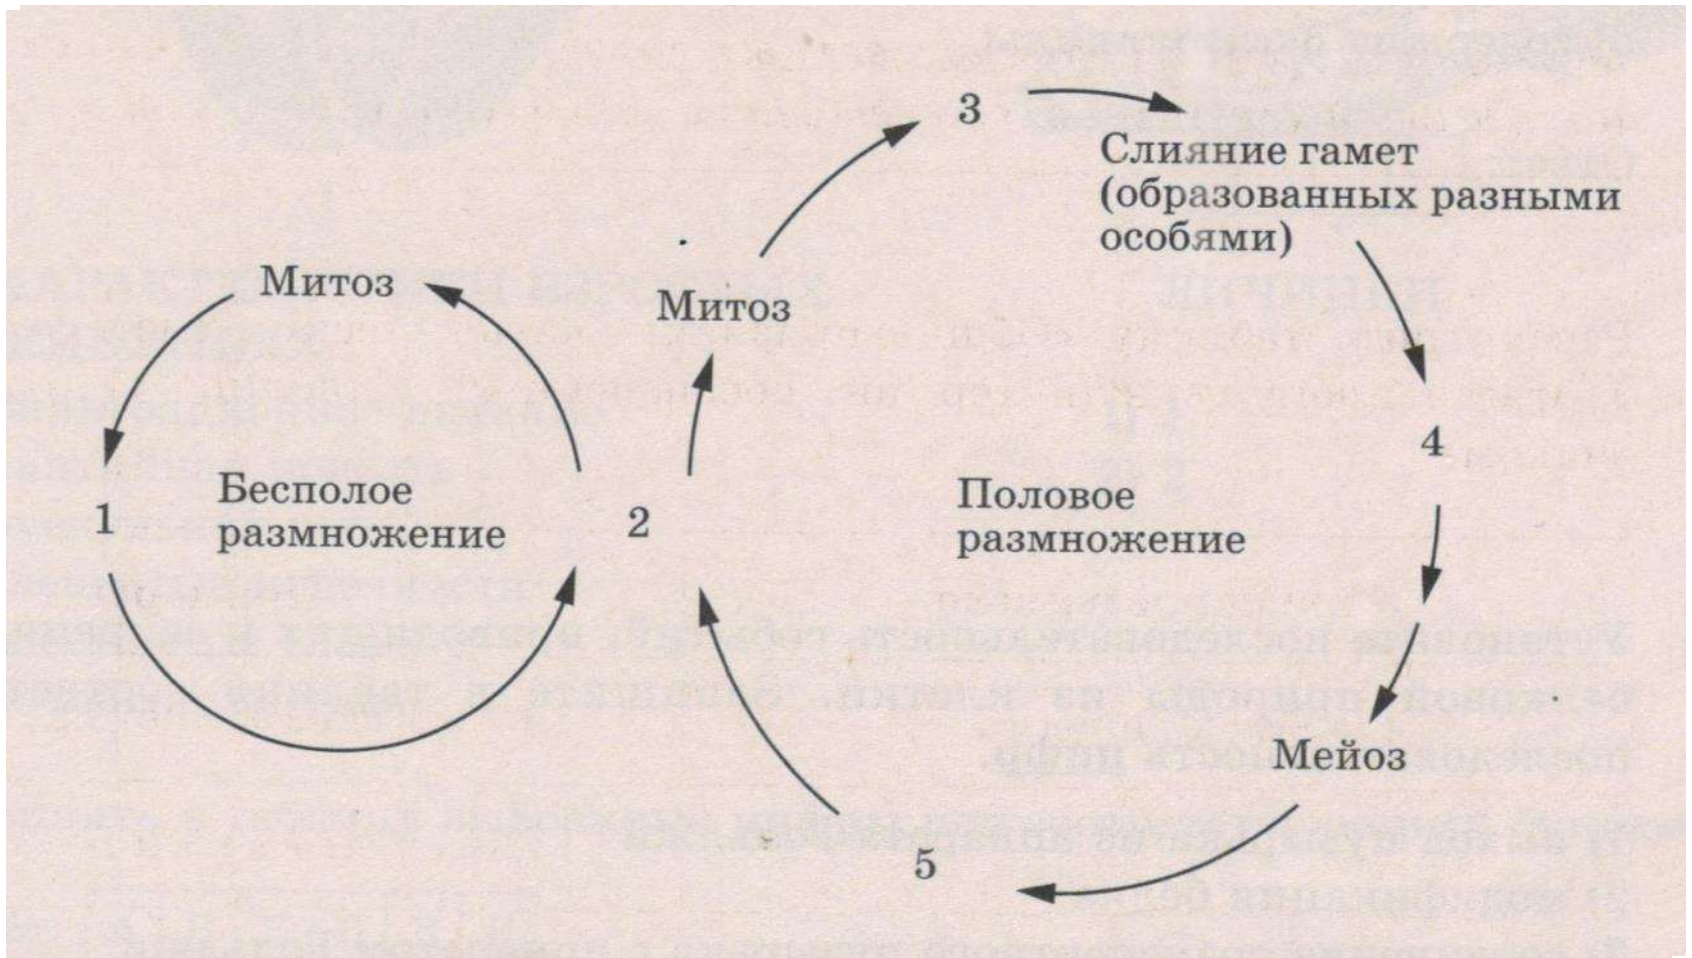 3
Слияние гамет
(образованных разными
особями)
Митоз
Митоз
4
1
Бесполое
размножение
2
Половое
размножение
Мейоз
5